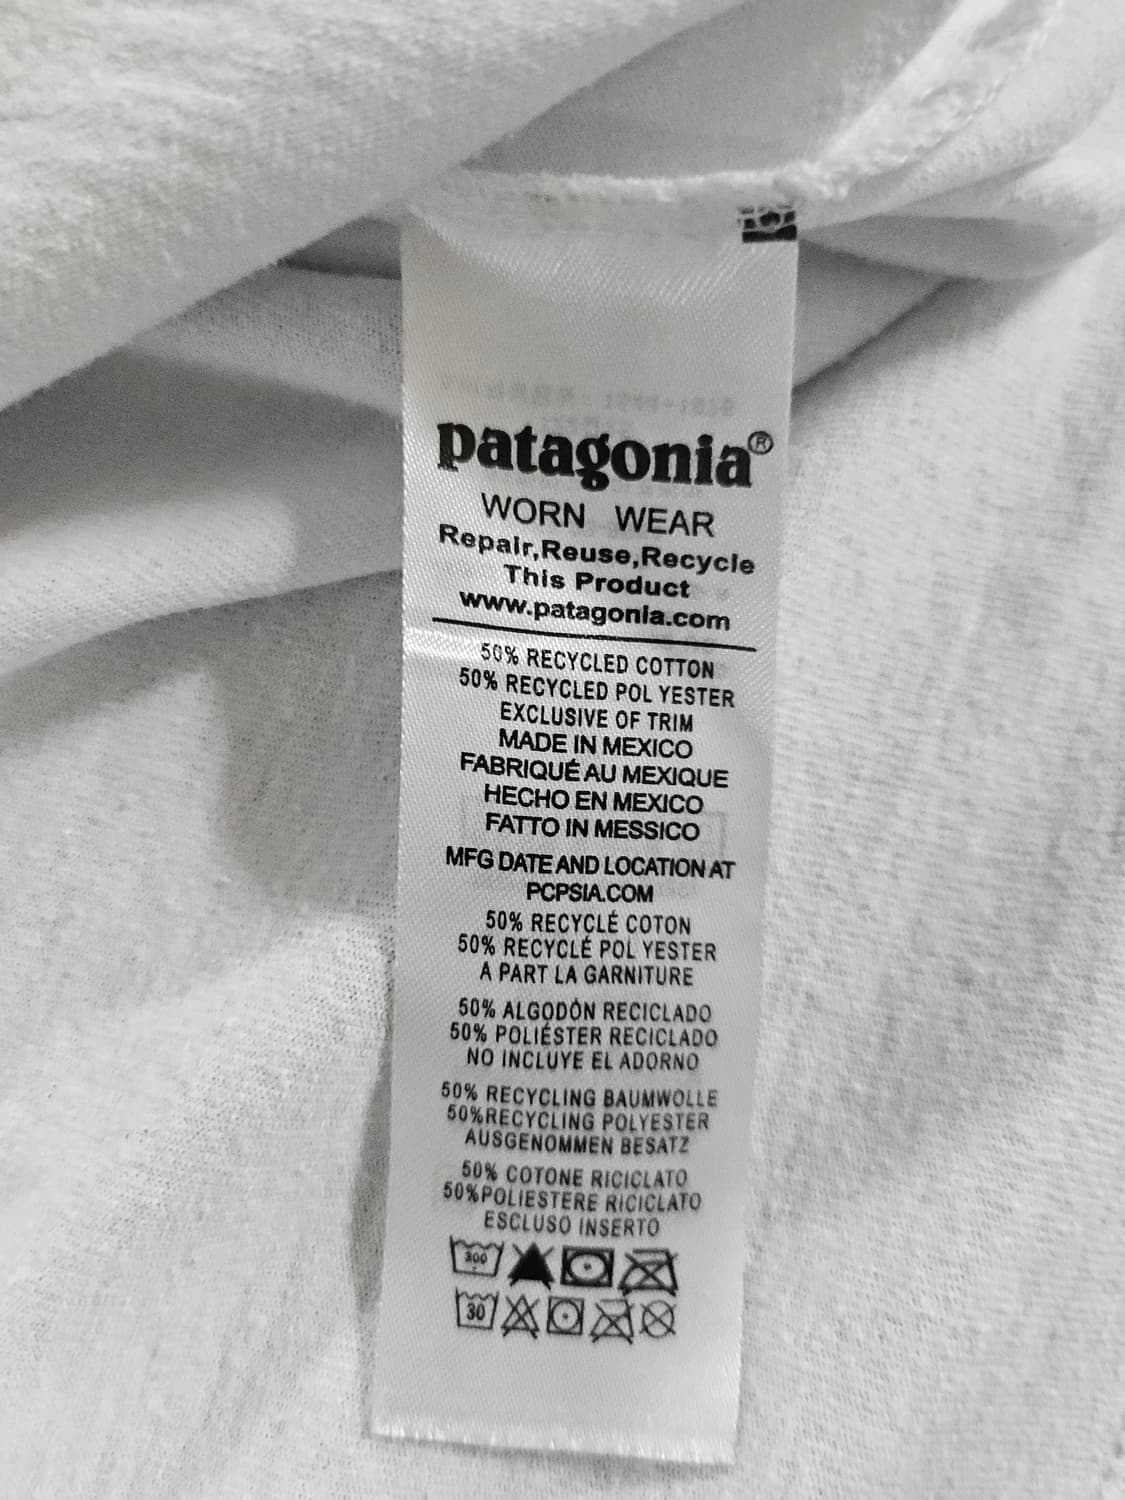 patagonia®
WORN WEAR
Repair,Reuse,Recycle
This Product
www.patagonia.com
50% RECYCLED COTTON
50% RECYCLED POL YESTER
EXCLUSIVE OF TRIM
MADE IN MEXICO
FABRIQUÉ AU MEXIQUE
HECHO EN MEXICO
FATTO IN MESSICO
MFG DATE AND LOCATION AT
PCPSIA.COM
50% RECYCLÉ COTON
50% RECYCLÉ POL YESTER
A PART LA GARNITURE
50% ALGODÓN RECICLADO
50% POLIÉSTER RECICLADO
NO INCLUYE EL ADORNO
50% RECYCLING BAUMWOLLE
50%RECYCLING POLYESTER
AUSGENOMMEN BESATZ
50% COTONE RICICLATO
50%POLIESTERE RICICLATO
ESCLUSO INSERTO
30